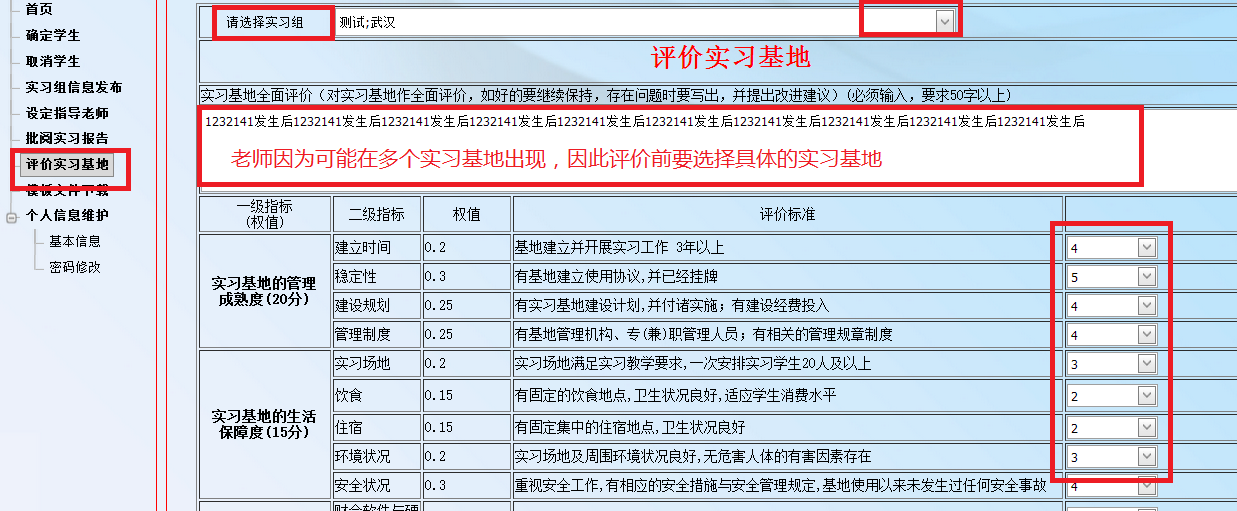 首页
确定学生
取消学生
实习组信息发布
设定指导老师
批阅实习报告
评价实习基地
模板文件下载
个人信息维护
基本信息
密码修改
请选择实习组 测试;武汉
评价实习基地
实习基地全面评价（对实习基地作全面评价，如好的要继续保持，存在问题时要写出，并提出改进建议）(必须输入，要求50字以上)
1232141发生后1232141发生后1232141发生后1232141发生后1232141发生后1232141发生后1232141发生后1232141发生后1232141发生后1232141发生后
老师因为可能在多个实习基地出现，因此评价前要选择具体的实习基地
一级指标
(权值) 二级指标 权值 评价标准
实习基地的管理
成熟度(20分)
建立时间 0.2 基地建立并开展实习工作 3年以上 4
稳定性 0.3 有基地建立使用协议,并已经挂牌 5
建设规划 0.25 有实习基地建设计划,并付诸实施；有建设经费投入 4
管理制度 0.25 有基地管理机构、专(兼)职管理人员；有相关的管理规章制度 4
实习基地的生活
保障度(15分)
实习场地 0.2 实习场地满足实习教学要求,一次安排实习学生20人及以上 3
饮食 0.15 有固定的饮食地点,卫生状况良好,适应学生消费水平 2
住宿 0.15 有固定集中的住宿地点,卫生状况良好 2
环境状况 0.2 实习场地及周围环境状况良好,无危害人体的有害因素存在 3
安全状况 0.3 重视安全工作,有相应的安全措施与安全管理规定,基地使用以来未发生过任何安全事故 4
财会软件与硬